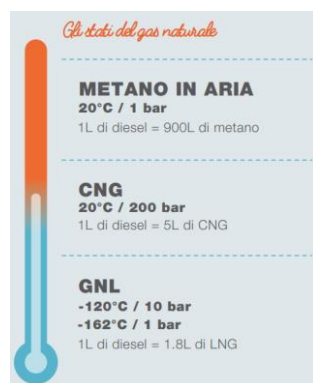 Gli stati del gas naturale
METANO IN ARIA
20°C / 1 bar
1L di diesel = 900L di metano
CNG
20°C / 200 bar
1L di diesel = 5L di CNG
GNL
-120°C / 10 bar
-162°C / 1 bar
1L di diesel = 1.8L di LNG